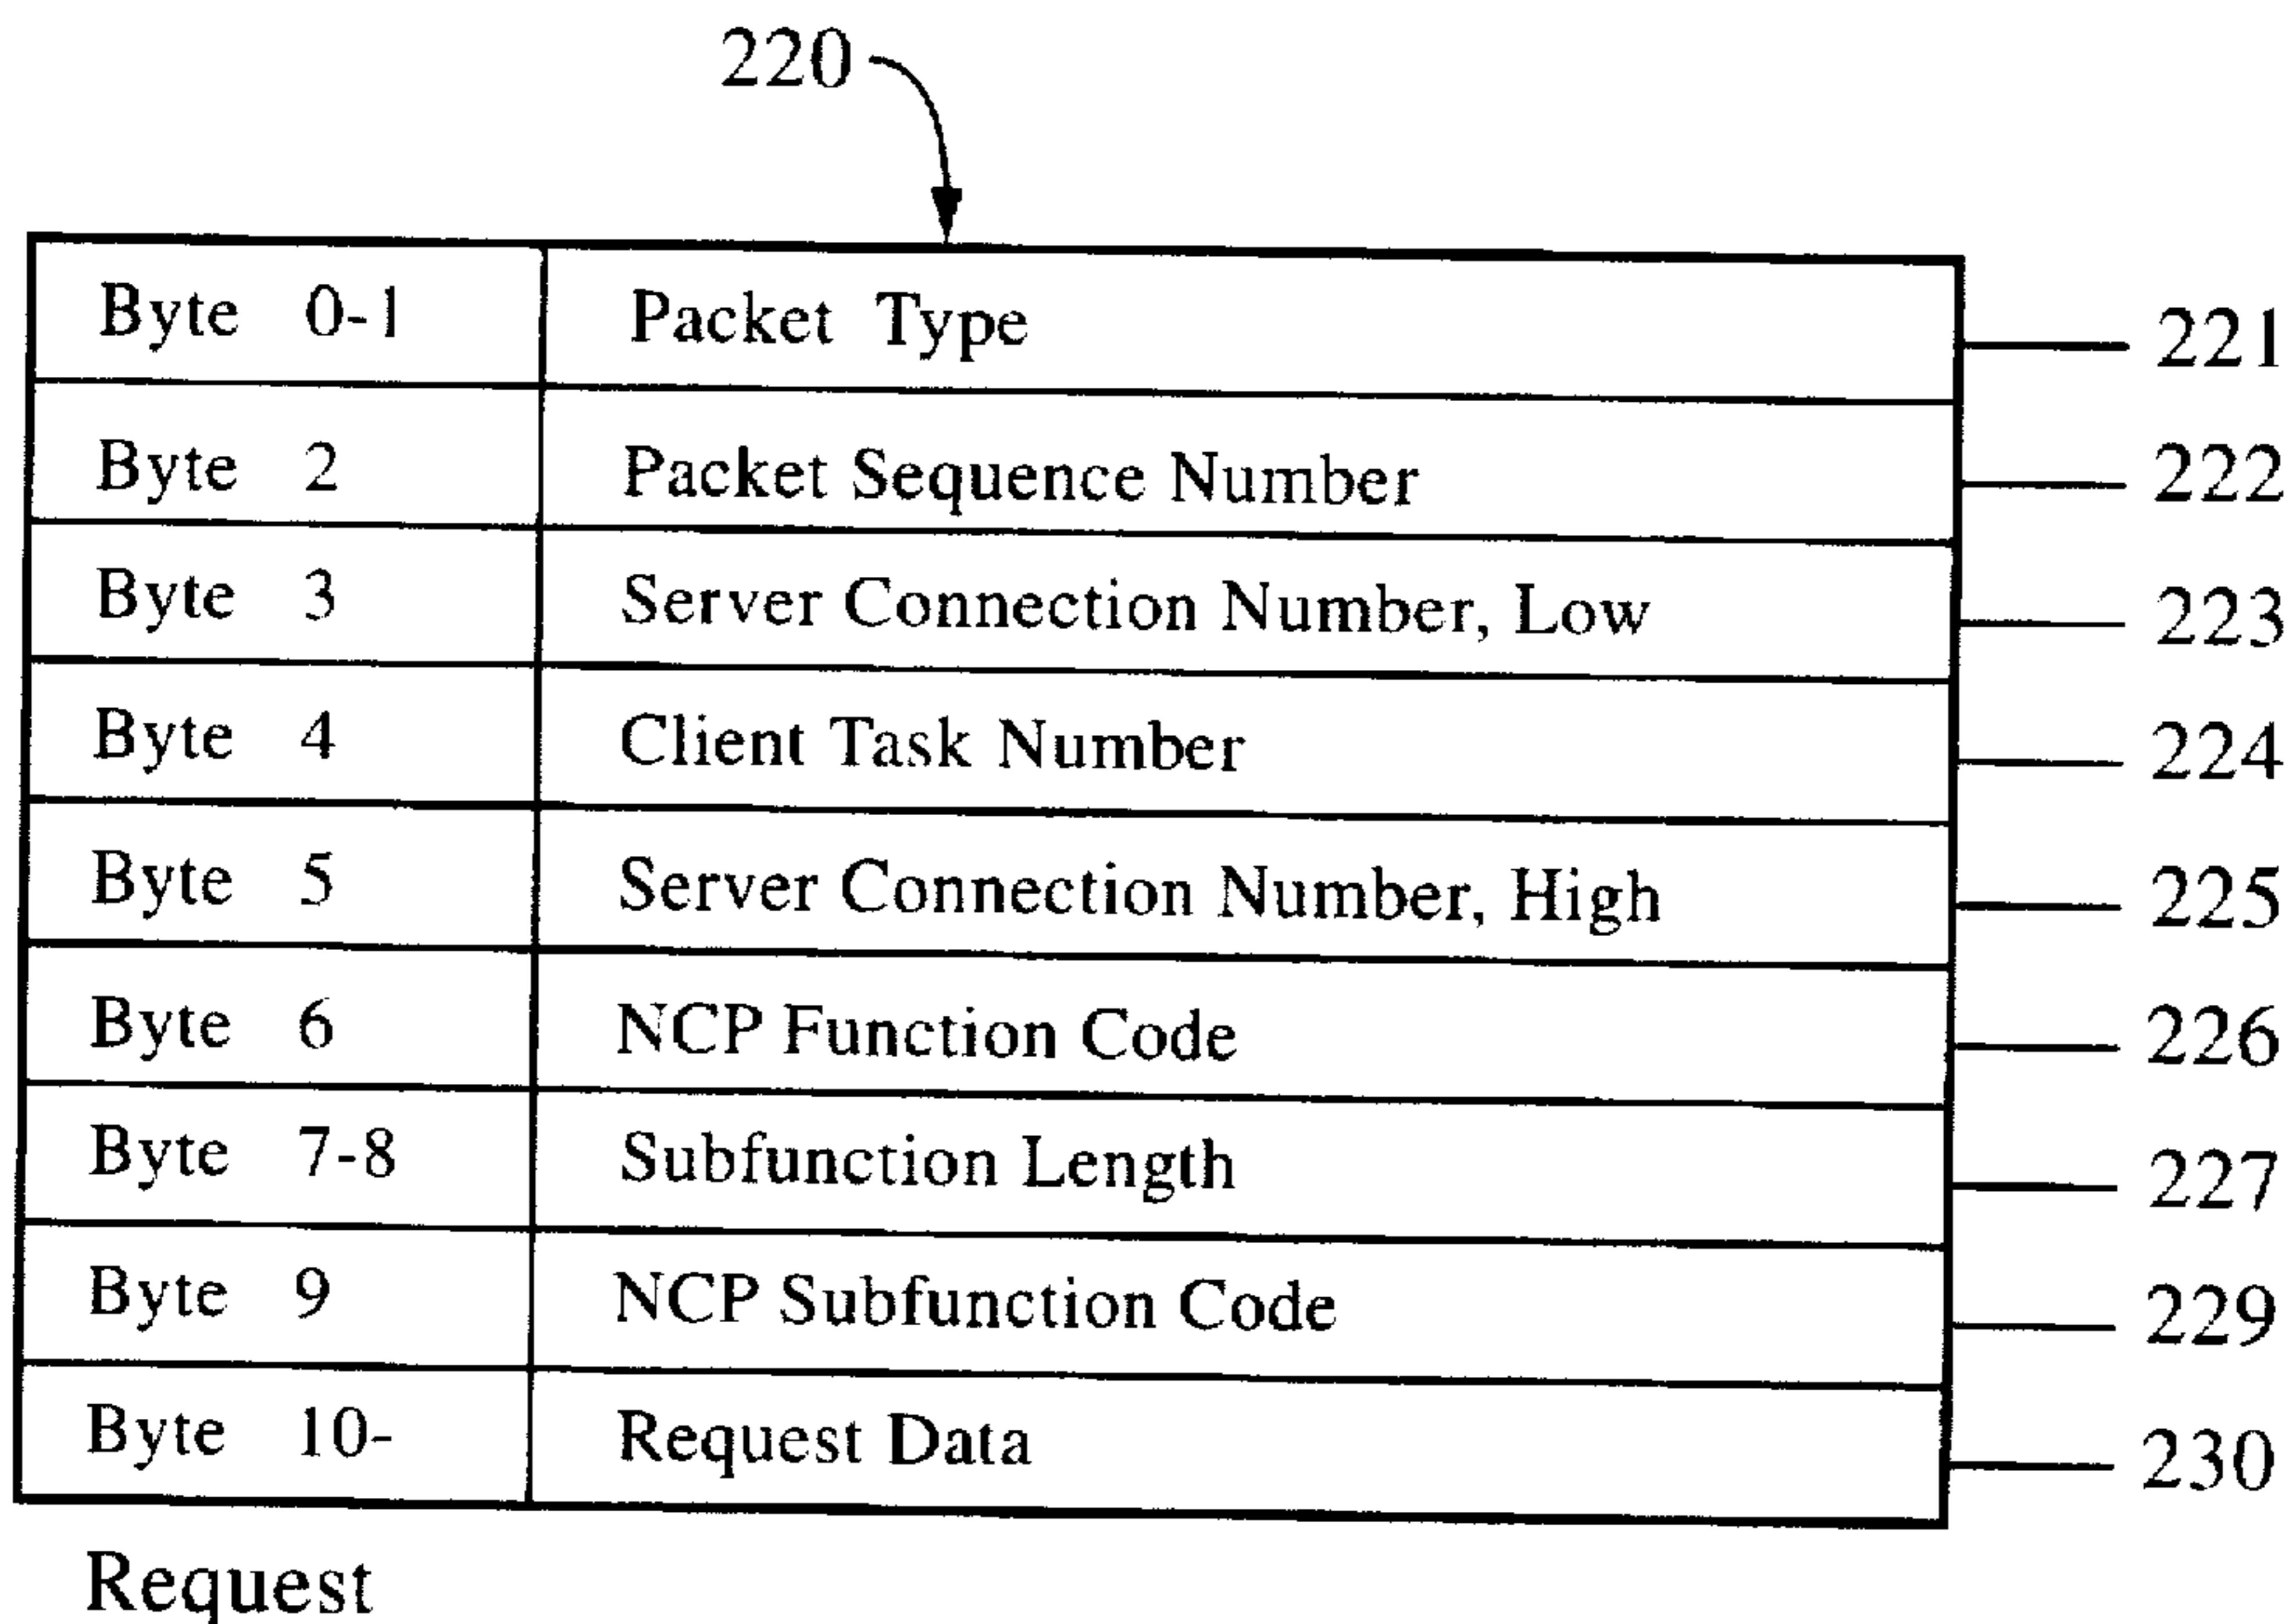 220
Byte 0-1 Packet Type 221
Byte 2 Packet Sequence Number 222
Byte 3 Server Connection Number, Low 223
Byte 4 Client Task Number 224
Byte 5 Server Connection Number, High 225
Byte 6 NCP Function Code 226
Byte 7-8 Subfunction Length 227
Byte 9 NCP Subfunction Code 229
Byte 10- Request Data 230
Request